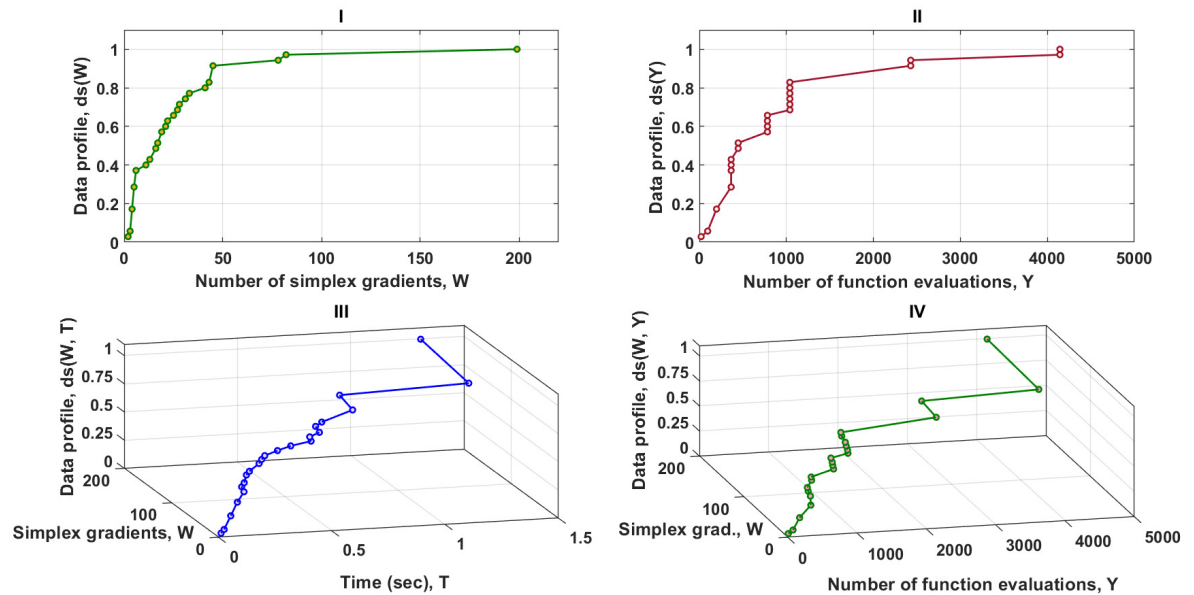 I
Data profile, ds(W)
1
0.8
0.6
0.4
0.2
0
0 50 100 150 200
Number of simplex gradients, W
II
Data profile, ds(Y)
1
0.8
0.6
0.4
0.2
0
0 1000 2000 3000 4000 5000
Number of function evaluations, Y
III
Data profile, ds(W, T)
1
0.75
0.5
0.25
0
200
100
0
Simplex gradients, W
0 0.5 1 1.5
Time (sec), T
IV
Data profile, ds(W, Y)
1
0.75
0.5
0.25
0
200
100
0
Simplex grad., W
0 1000 2000 3000 4000 5000
Number of function evaluations, Y